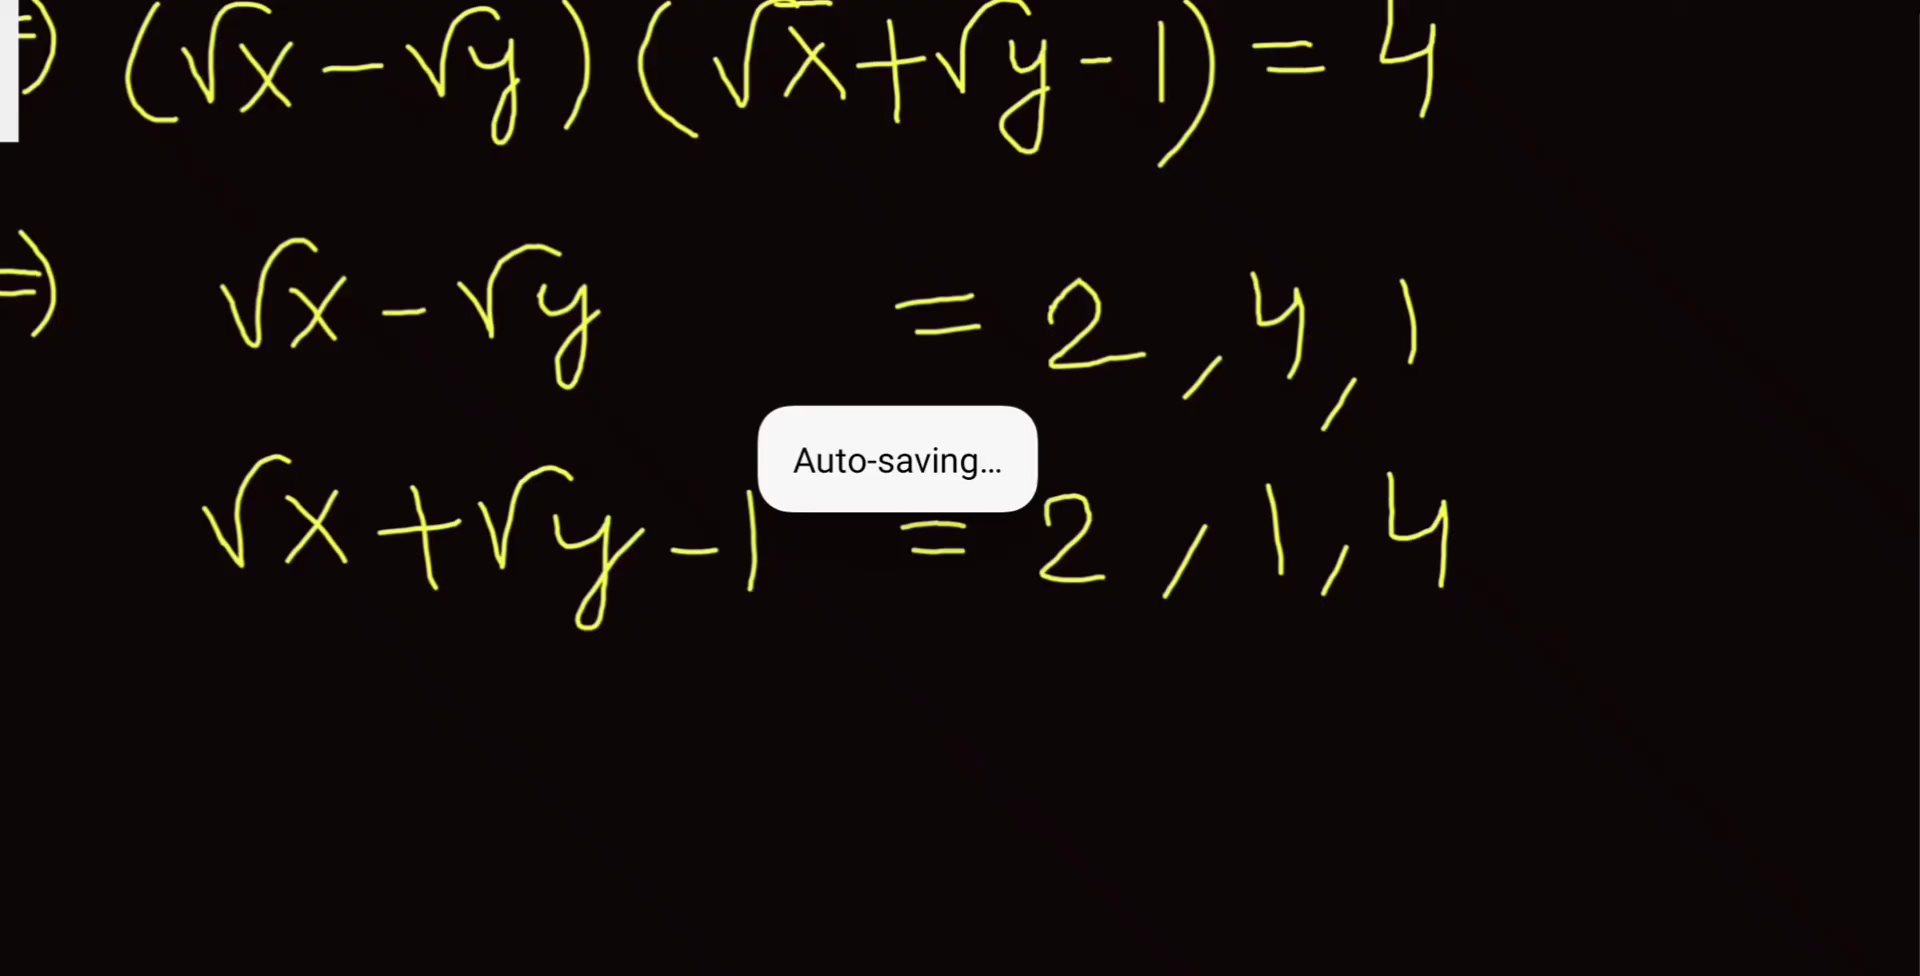 ⇒ (√x - √y) (√x + √y - 1) = 4
⇒ √x - √y = 2, 4, 1
Auto-saving...
√x + √y - 1 = 2, 1, 4